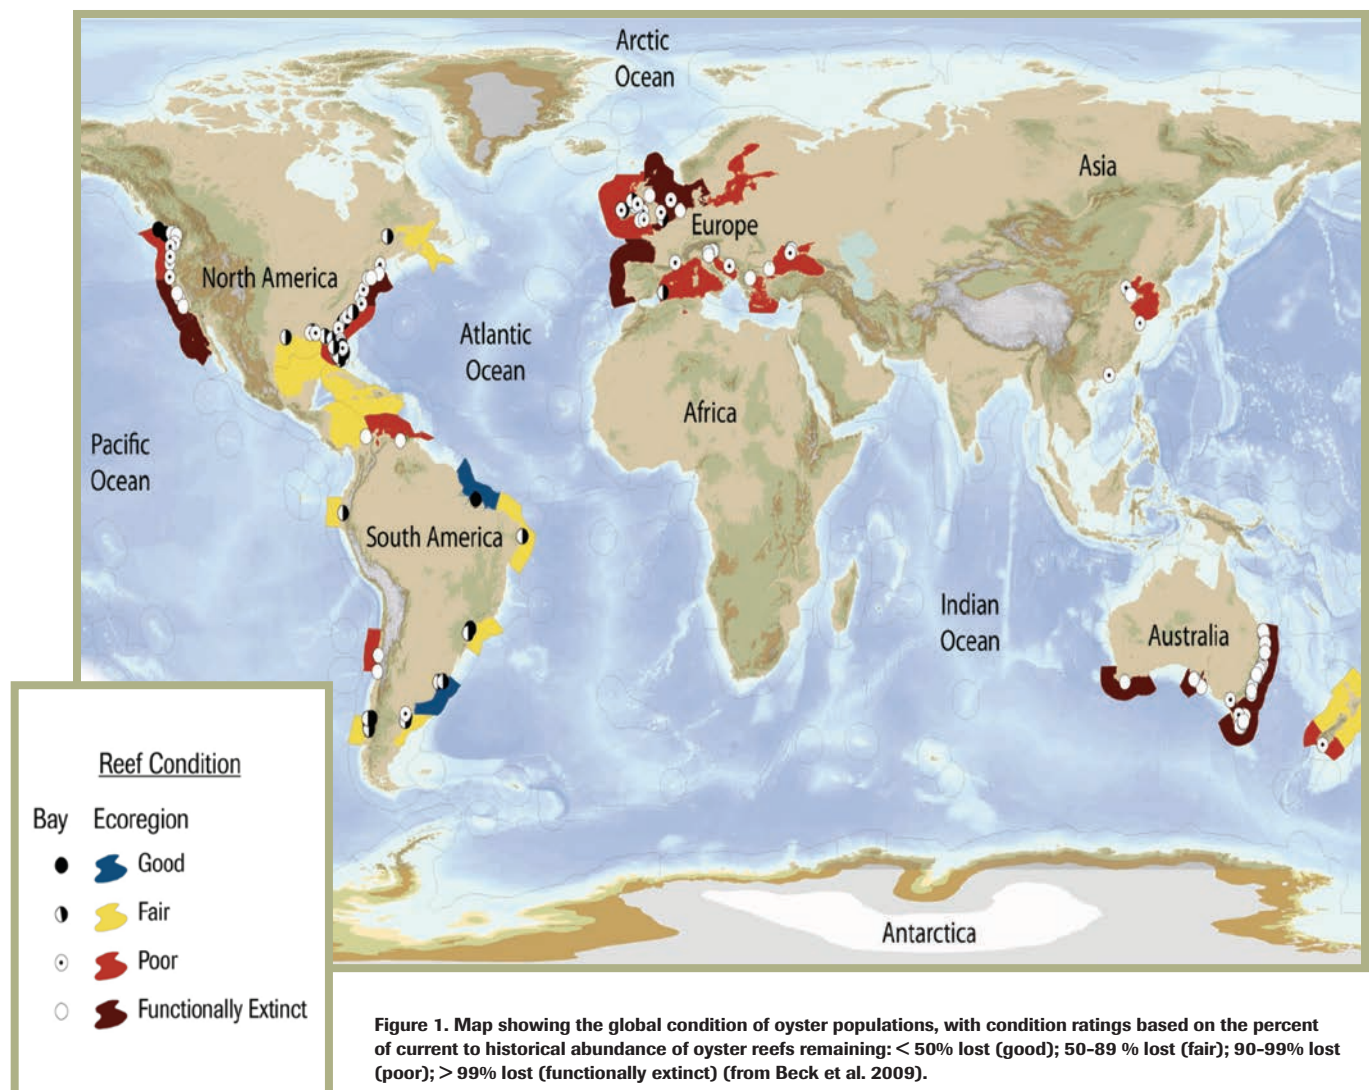 Arctic
Ocean
Asia
Europe
North America
Atlantic
Ocean
Africa
Pacific
Ocean
South America
Indian
Ocean
Australia
Antarctica
Reef Condition
Bay Ecoregion
Good
Fair
Poor
Functionally Extinct
Figure 1. Map showing the global condition of oyster populations, with condition ratings based on the percent
of current to historical abundance of oyster reefs remaining: < 50% lost (good); 50-89 % lost (fair); 90-99% lost
(poor); > 99% lost (functionally extinct) (from Beck et al. 2009).